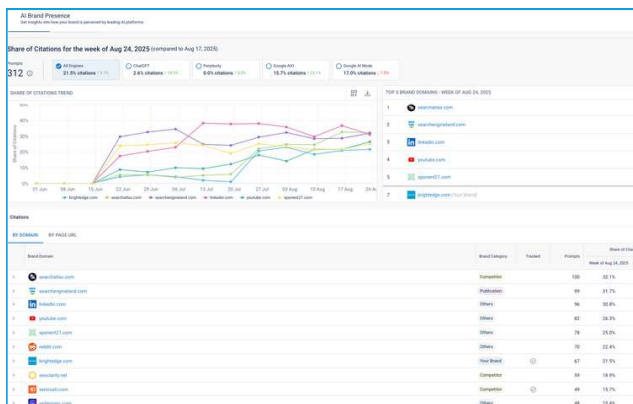 AI Brand Presence
Get insights into how your brand is perceived by leading AI platforms
Share of Citations for the week of Aug 24, 2025 (compared to Aug 17, 2025)
Prompts
312
All Engines
21.5% citations
ChatGPT
2.6% citations
Perplexity
0.0% citations
Google AIO
15.7% citations
Google AI Mode
17.0% citations
SHARE OF CITATIONS TREND
Share of Citations
50%
40%
30%
20%
10%
0%
01 Jun 08 Jun 15 Jun 22 Jun 29 Jun 06 Jul 13 Jul 20 Jul 27 Jul 03 Aug 10 Aug 17 Aug 24 A
brightedge.com searchatlas.com searchengineland.com linkedin.com youtube.com xponent21.com
TOP 5 BRAND DOMAINS - WEEK OF AUG 24, 2025
1 searchatlas.com
2 searchengineland.com
3 linkedin.com
4 youtube.com
5 xponent21.com
7 brightedge.com (Your Brand)
Citations
BY DOMAIN BY PAGE URL
Share of Cita
Brand Domain Brand Category Tracked Prompts Week of Aug 24, 2025
searchatlas.com Competitor 100 32.1%
searchengineland.com Publication 99 31.7%
linkedin.com Others 96 30.8%
youtube.com Others 82 26.3%
xponent21.com Others 78 25.0%
reddit.com Others 70 22.4%
brightedge.com Your Brand 67 21.5%
seoclarity.net Competitor 59 18.9%
semrush.com Competitor 49 15.7%
Others 48 15.4%